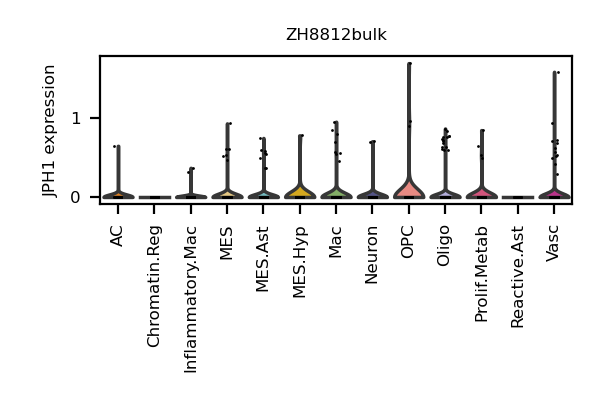 ZH8812bulk
JPH1 expression
1
0
AC
Chromatin.Reg
Inflammatory.Mac
MES
MES.Ast
MES.Hyp
Mac
Neuron
OPC
Oligo
Prolif.Metab
Reactive.Ast
Vasc